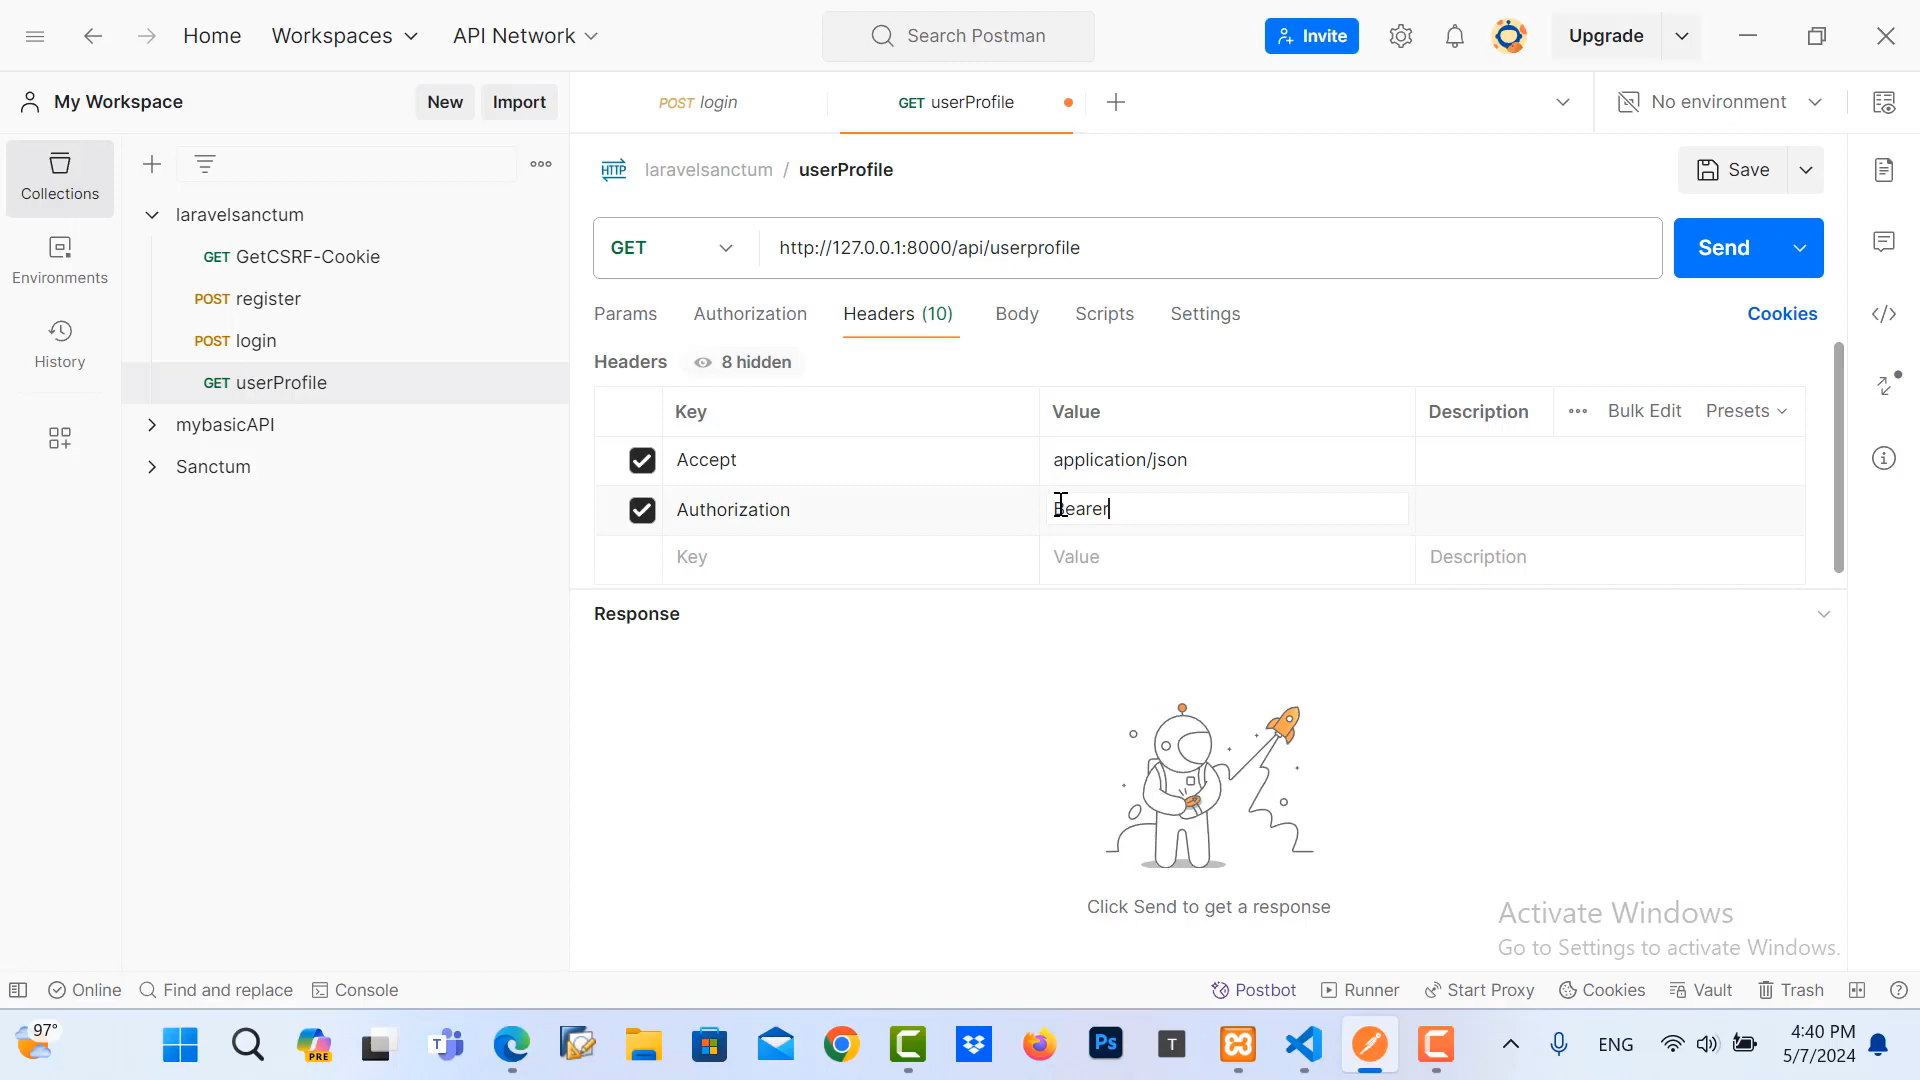 Home
Workspaces
API Network
Search Postman
Invite
Upgrade
My Workspace
New
Import
POST login
GET userProfile
No environment
Collections
Environments
History
laravelsanctum
GET GetCSRF-Cookie
POST register
POST login
GET userProfile
mybasicAPI
Sanctum
HTTP laravelsanctum / userProfile
Save
GET
http://127.0.0.1:8000/api/userprofile
Send
Params
Authorization
Headers (10)
Body
Scripts
Settings
Cookies
Headers
8 hidden
Key
Value
Description
Bulk Edit
Presets
Accept
application/json
Authorization
Bearer
Key
Value
Description
Response
Click Send to get a response
Activate Windows
Go to Settings to activate Windows.
Online
Find and replace
Console
Postbot
Runner
Start Proxy
Cookies
Vault
Trash
97°
PRE
T
Ps
T
ENG
4:40 PM
5/7/2024